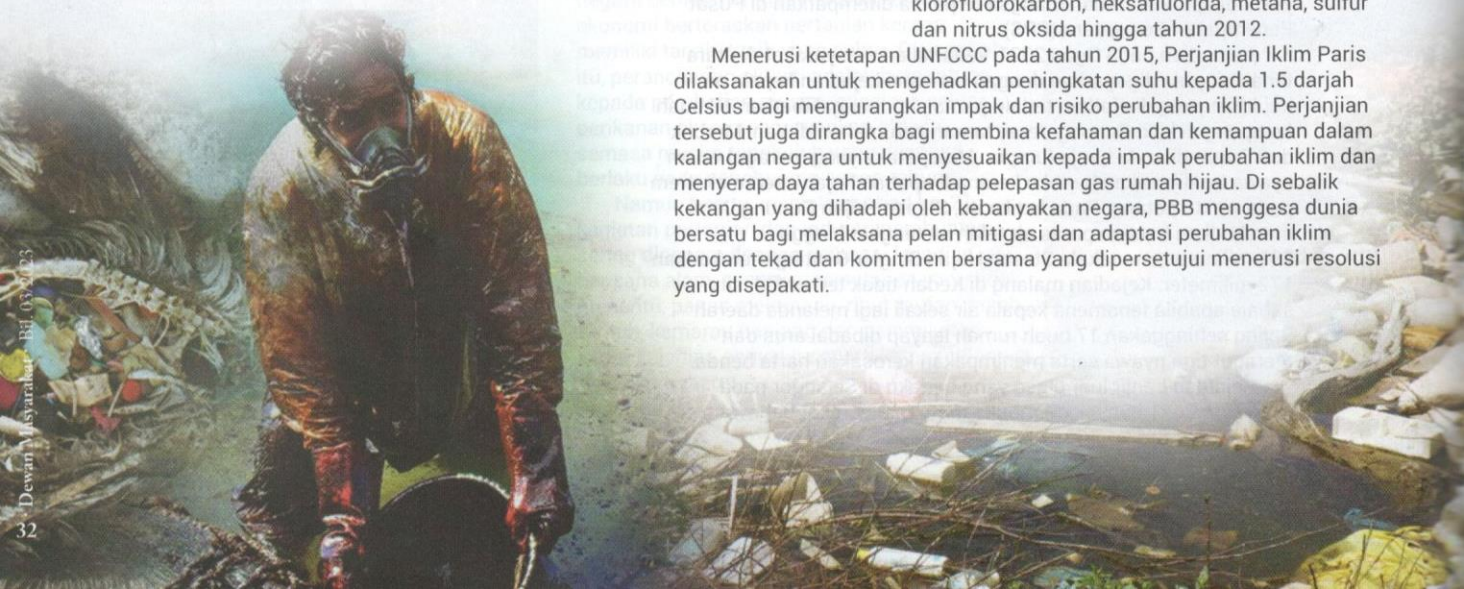 klorofluorokarbon, heksafluorida, metana, sulfur
dan nitrus oksida hingga tahun 2012.
Menerusi ketetapan UNFCCC pada tahun 2015, Perjanjian Iklim Paris
dilaksanakan untuk mengehadkan peningkatan suhu kepada 1.5 darjah
Celsius bagi mengurangkan impak dan risiko perubahan iklim. Perjanjian
tersebut juga dirangka bagi membina kefahaman dan kemampuan dalam
kalangan negara untuk menyesuaikan kepada impak perubahan iklim dan
menyerap daya tahan terhadap pelepasan gas rumah hijau. Di sebalik
kekangan yang dihadapi oleh kebanyakan negara, PBB menggesa dunia
bersatu bagi melaksana pelan mitigasi dan adaptasi perubahan iklim
dengan tekad dan komitmen bersama yang dipersetujui menerusi resolusi
yang disepakati.
Dewan Masyarakat • Bil. 03/2023
32